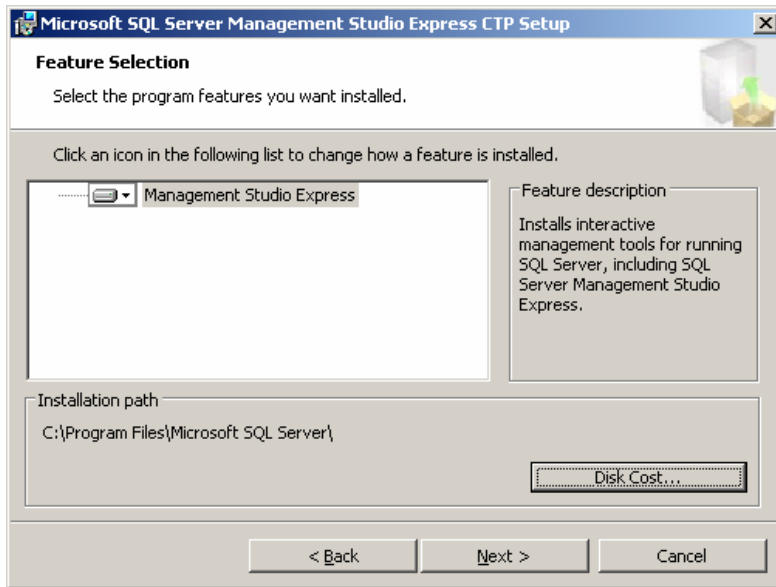 Microsoft SQL Server Management Studio Express CTP Setup
Feature Selection
Select the program features you want installed.
Click an icon in the following list to change how a feature is installed.
Management Studio Express
Feature description
Installs interactive
management tools for running
SQL Server, including SQL
Server Management Studio
Express.
Installation path
C:\Program Files\Microsoft SQL Server\
Disk Cost...
< Back
Next >
Cancel